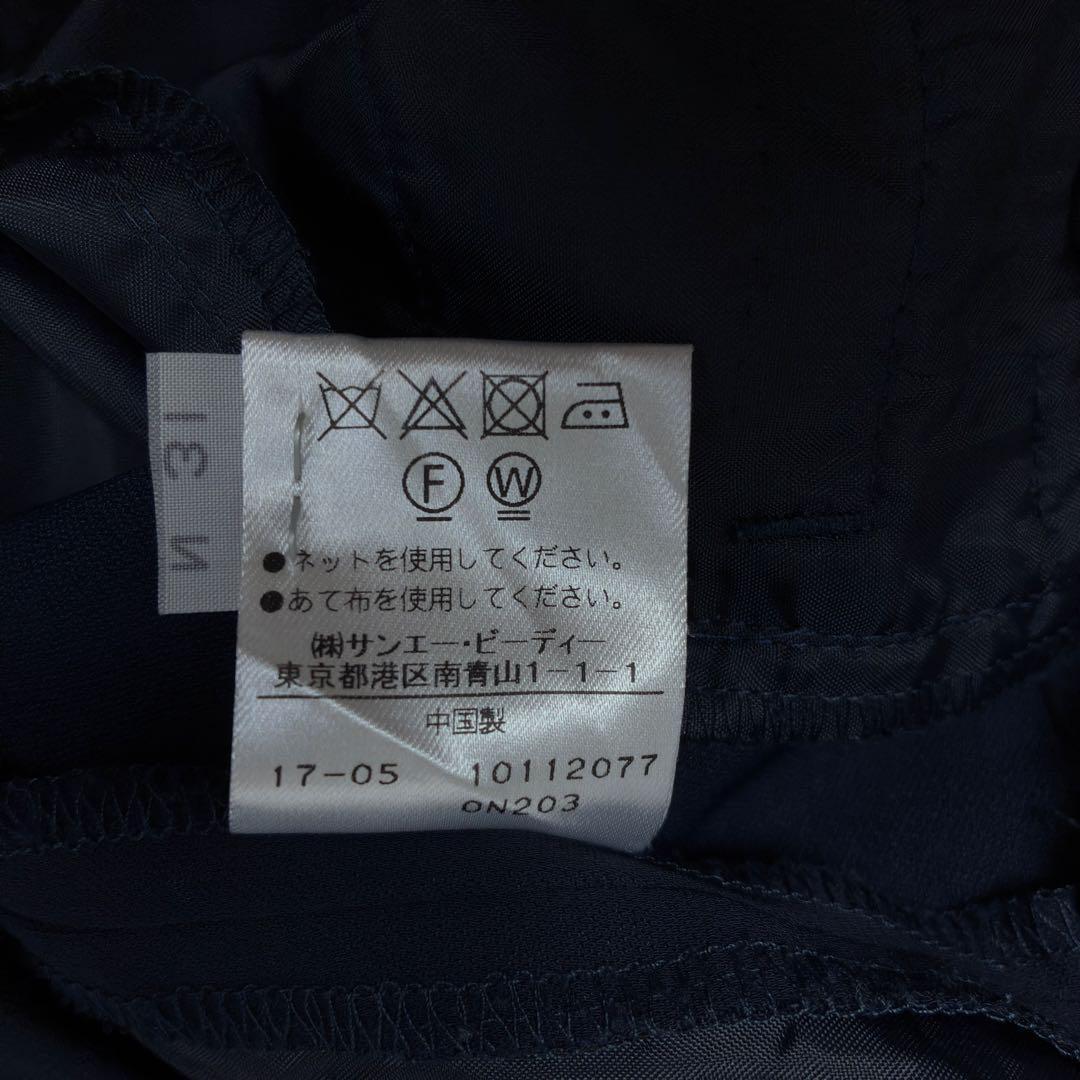 F W
●ネットを使用してください。
●あて布を使用してください。
㈱サンエー・ビーディー
東京都港区南青山1-1-1
中国製
17-05 10112077
ON203